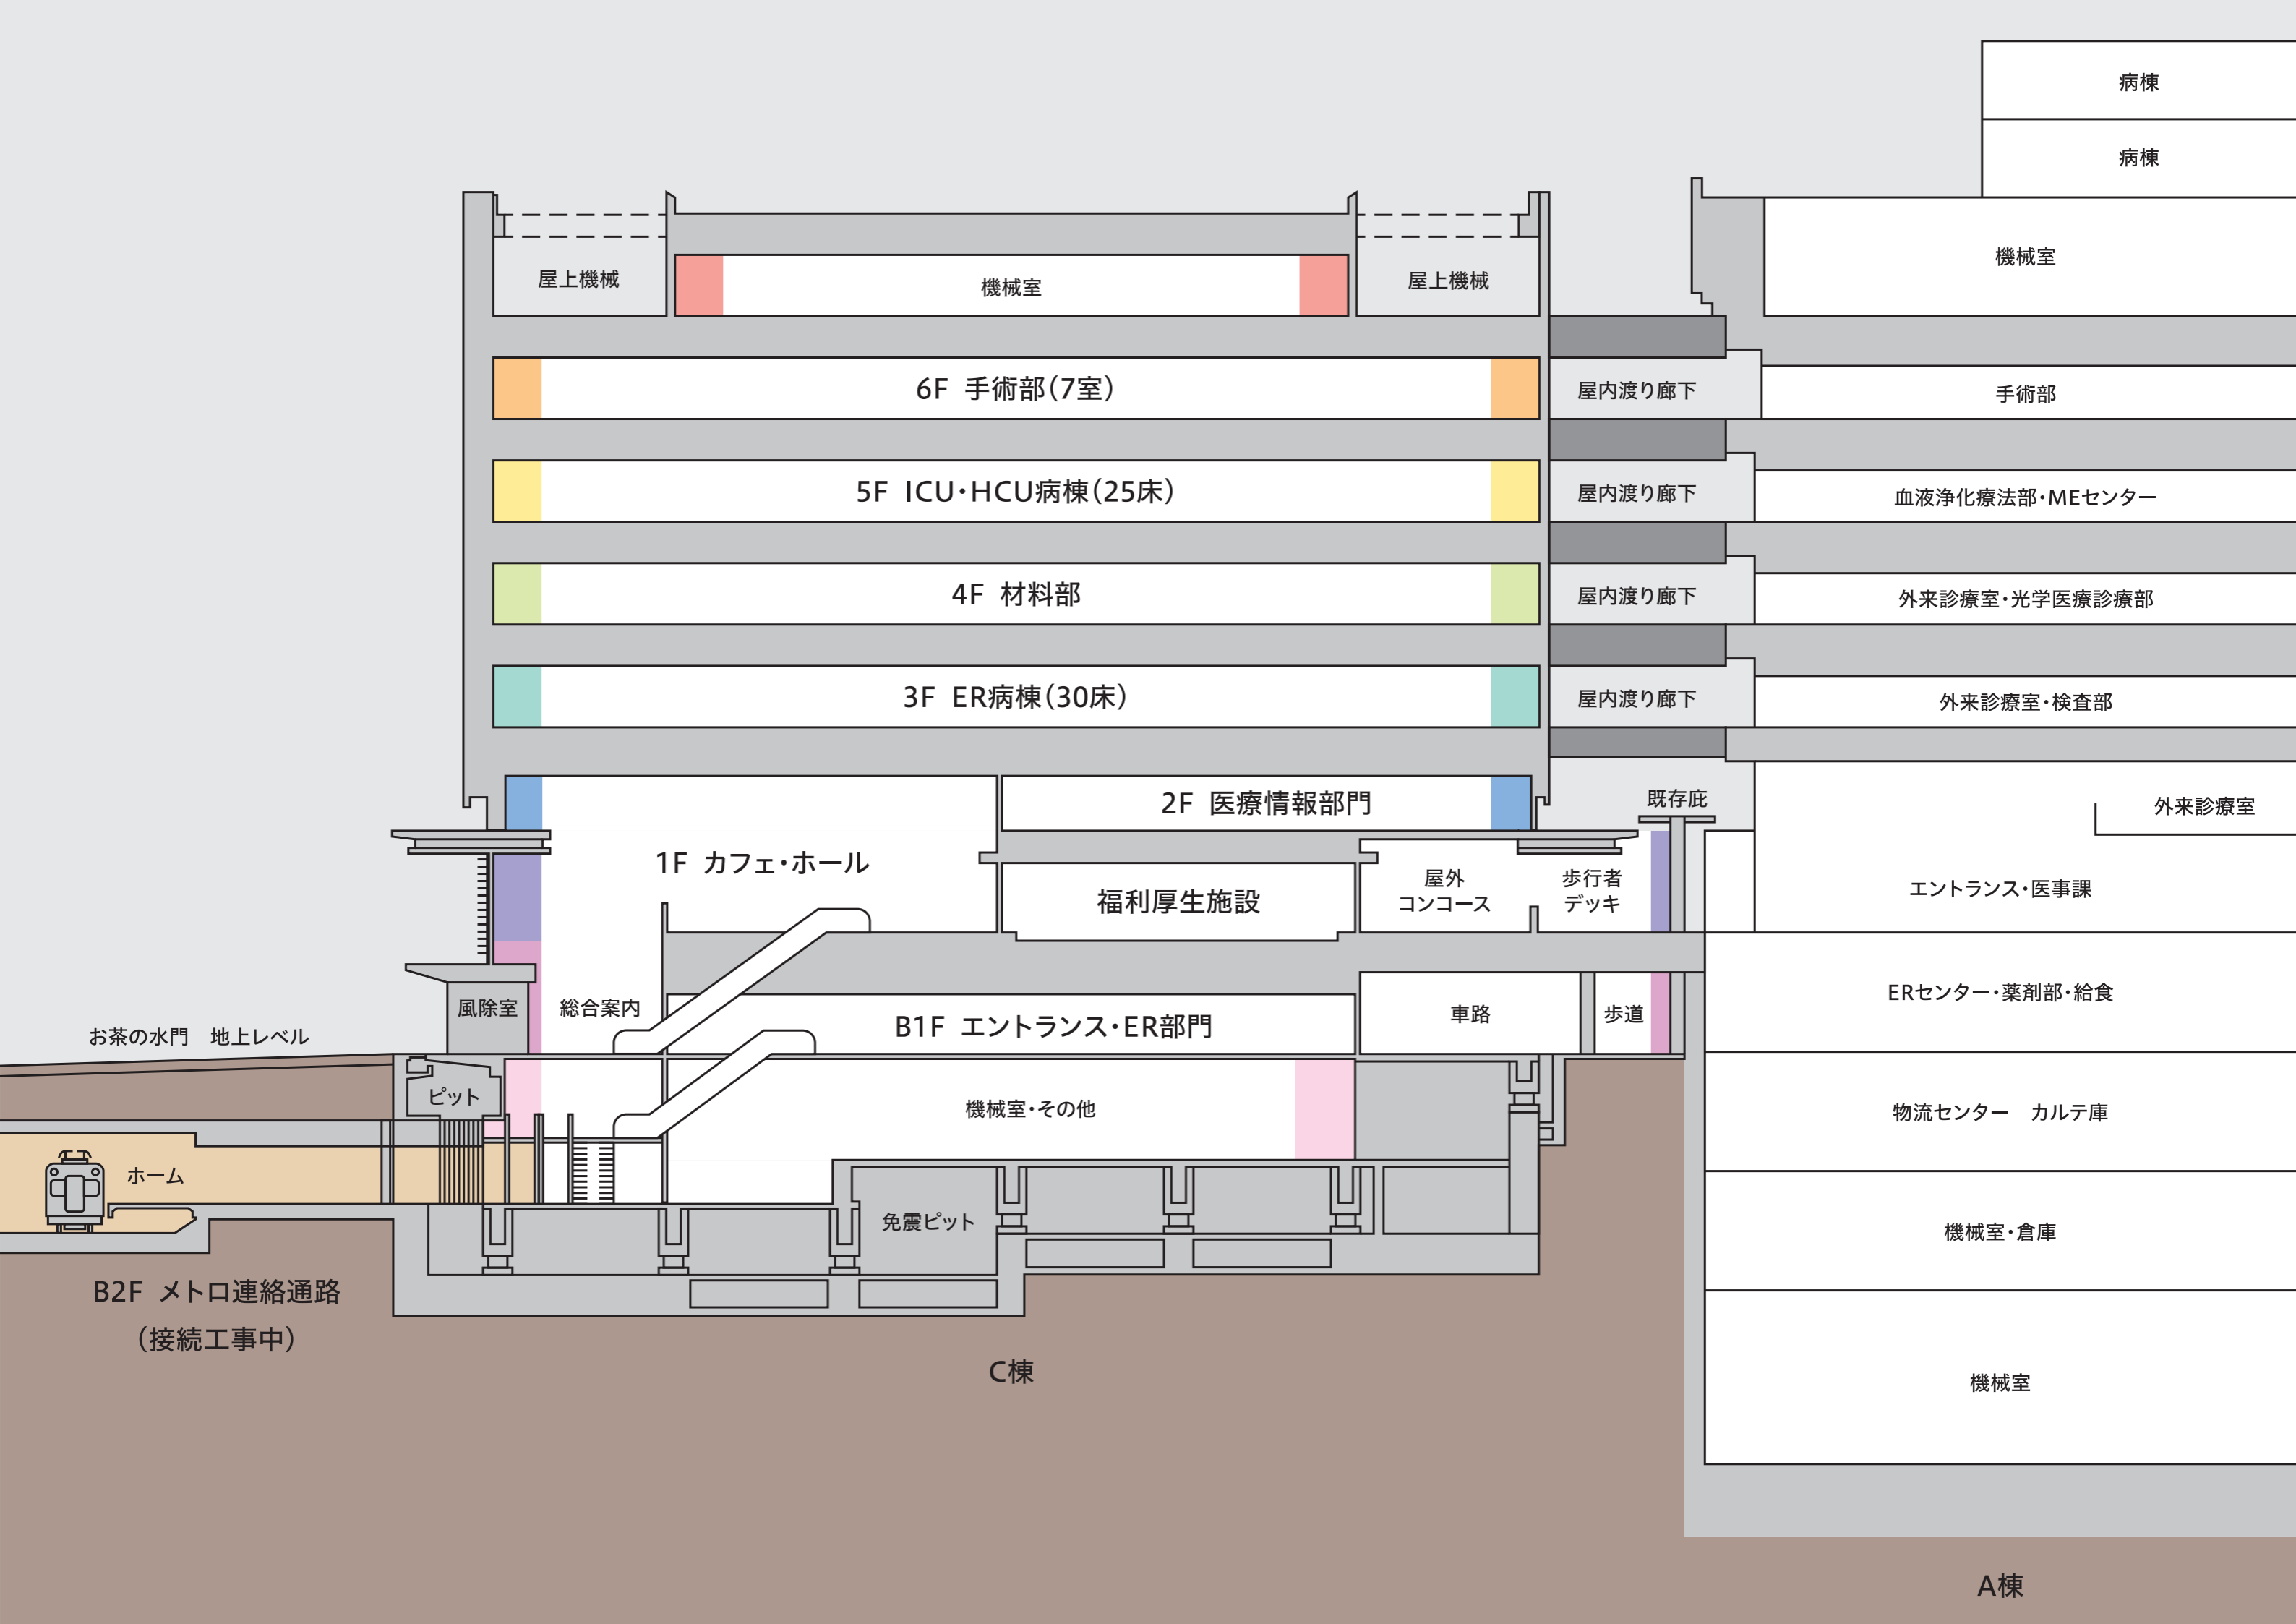 病棟
病棟
機械室
屋上機械
機械室
屋上機械
6F 手術部(7室)
屋内渡り廊下
手術部
5F ICU・HCU病棟(25床)
屋内渡り廊下
血液浄化療法部・MEセンター
4F 材料部
屋内渡り廊下
外来診療室・光学医療診療部
3F ER病棟(30床)
屋内渡り廊下
外来診療室・検査部
2F 医療情報部門
既存庇
外来診療室
1F カフェ・ホール
福利厚生施設
屋外
コンコース
歩行者
デッキ
エントランス・医事課
風除室
総合案内
B1F エントランス・ER部門
車路
歩道
ERセンター・薬剤部・給食
お茶の水門 地上レベル
ピット
機械室・その他
物流センター カルテ庫
ホーム
免震ピット
機械室・倉庫
B2F メトロ連絡通路
(接続工事中)
C棟
機械室
A棟